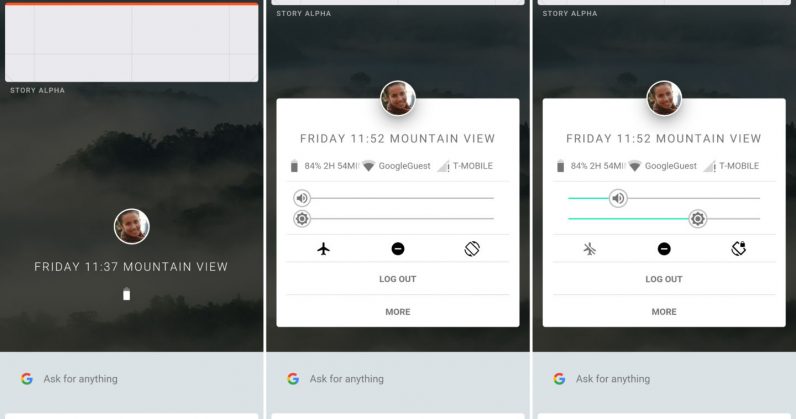 STORY ALPHA
FRIDAY 11:37 MOUNTAIN VIEW
Ask for anything
STORY ALPHA
FRIDAY 11:52 MOUNTAIN VIEW
84% 2H 54MI GoogleGuest T-MOBILE
LOG OUT
MORE
Ask for anything
STORY ALPHA
FRIDAY 11:52 MOUNTAIN VIEW
84% 2H 54MI GoogleGuest T-MOBILE
LOG OUT
MORE
Ask for anything